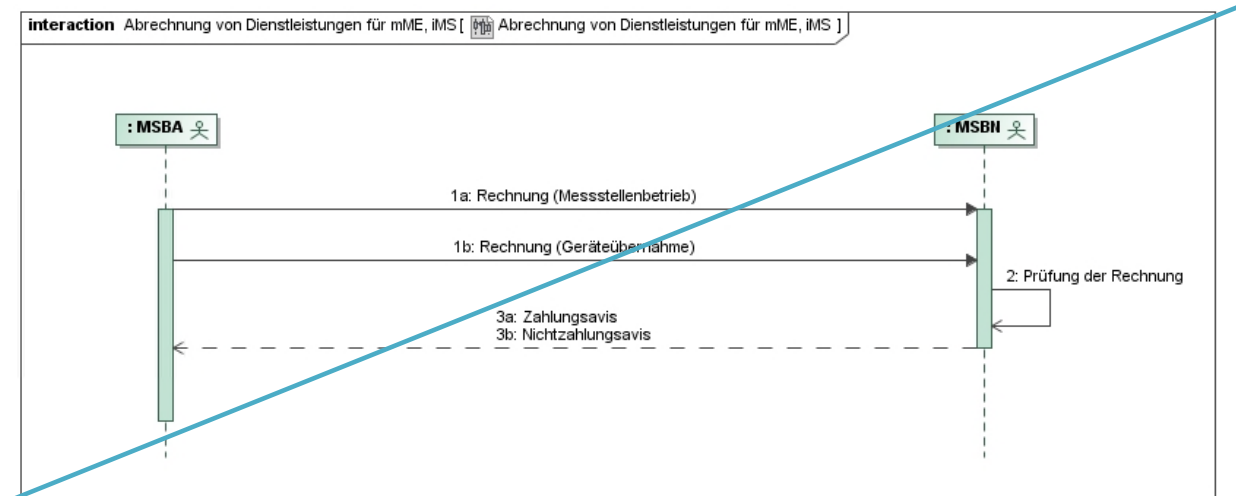 interaction Abrechnung von Dienstleistungen für mME, iMS [ Abrechnung von Dienstleistungen für mME, iMS ]
: MSBA
: MSBN
1a: Rechnung (Messstellenbetrieb)
1b: Rechnung (Geräteübernahme)
2: Prüfung der Rechnung
3a: Zahlungsavis
3b: Nichtzahlungsavis